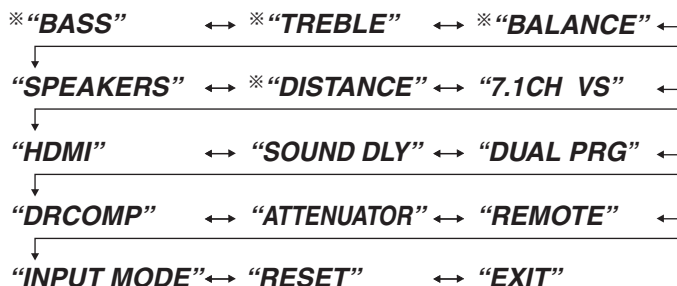 ※“BASS” ↔ ※“TREBLE” ↔ ※“BALANCE” ←
“SPEAKERS” ↔ ※“DISTANCE” ↔ “7.1CH VS” ←
“HDMI” ↔ “SOUND DLY” ↔ “DUAL PRG” ←
“DRCOMP” ↔ “ATTENUATOR” ↔ “REMOTE” ←
“INPUT MODE” ↔ “RESET” ↔ “EXIT”